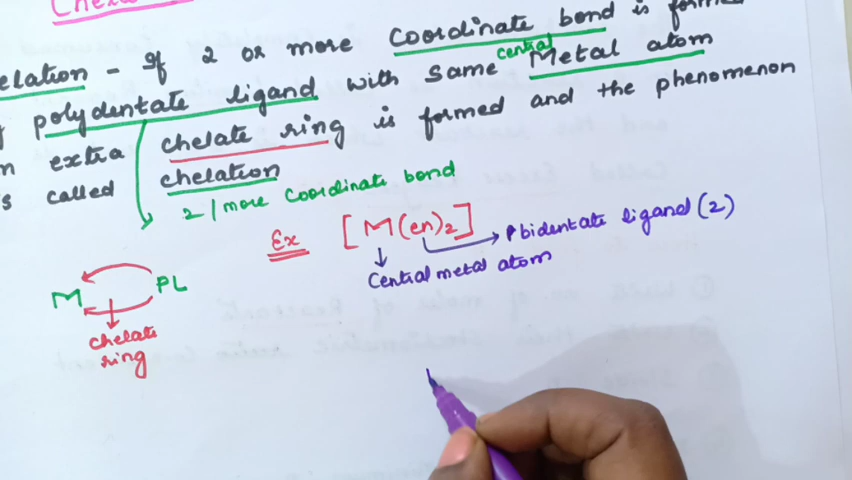 elation - If 2 or more coordinate bond is formed
polydentate ligand with same central Metal atom
extra chelate ring is formed and the phenomenon
is called chelation
2/more coordinate bond
Ex [M(en)2]
bidentate ligand (2)
Central metal atom
M PL
chelate
ring